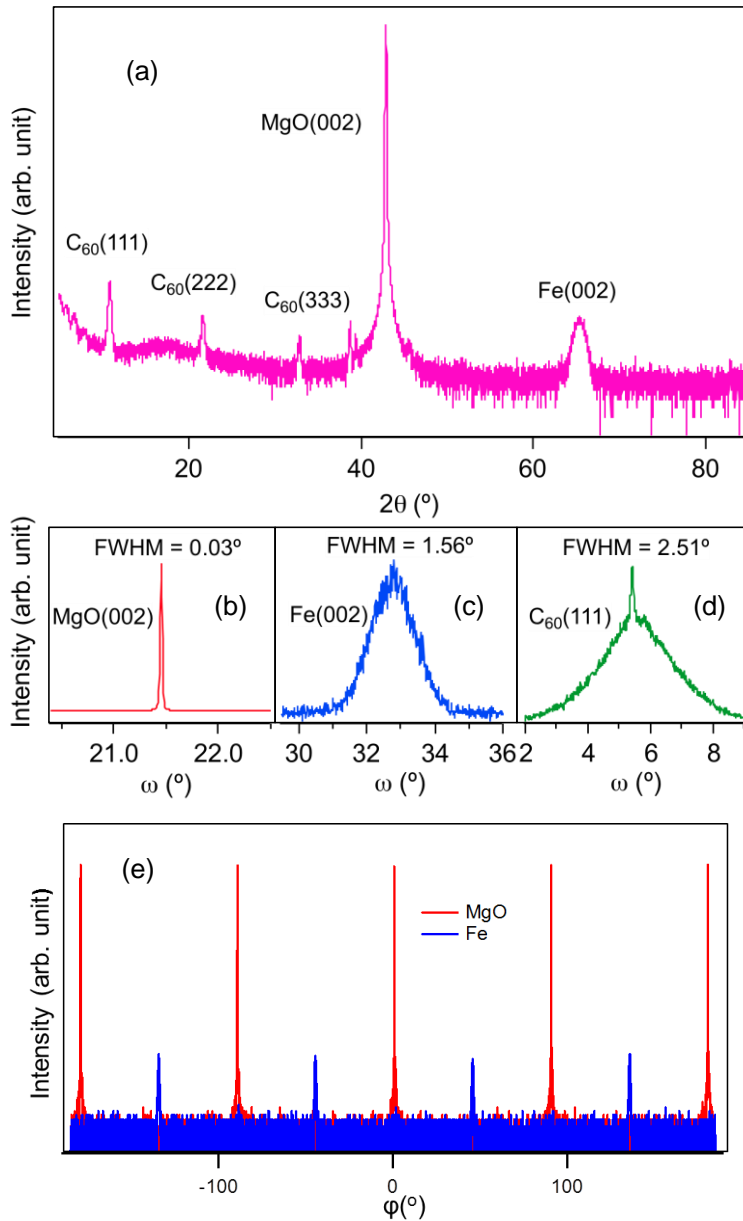 (a)
Intensity (arb. unit)
MgO(002)
C₆₀(111)
C₆₀(222)
C₆₀(333)
Fe(002)
20 40 60 80
2θ (º)
Intensity (arb. unit)
FWHM = 0.03º
MgO(002)
(b)
21.0 22.0
ω (º)
FWHM = 1.56º
Fe(002)
(c)
30 32 34 36
ω (º)
FWHM = 2.51º
C₆₀(111)
(d)
2 4 6 8
ω (º)
(e)
Intensity (arb. unit)
MgO
Fe
-100 0 100
φ(º)